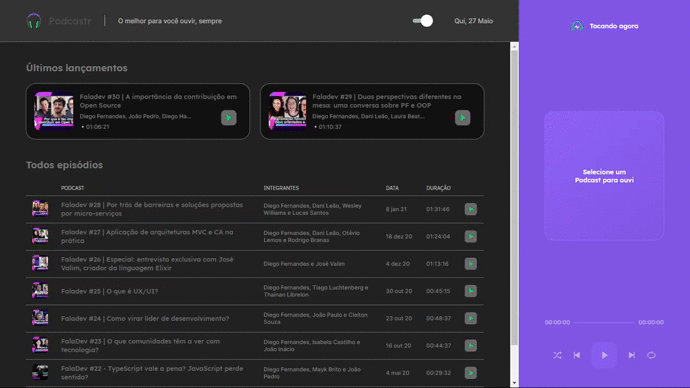 Podcastr
O melhor para você ouvir, sempre
Qui, 27 Maio
Tocando agora
Últimos lançamentos
Faladev #30 | A importância da contribuição em
Open Source
Diego Fernandes, João Pedro, Diego Ha...
• 01:08:21
Faladev #29 | Duas perspectivas diferentes na
mesa: uma conversa sobre PF e OOP
Diego Fernandes, Dani Leão, Laura Beat...
• 01:10:37
Todos episódios
PODCAST
INTEGRANTES
DATA
DURAÇÃO
Faladev #28 | Por trás de barreiras e soluções propostas
por micro-serviços
Diego Fernandes, Dani Leão, Wesley
Williams e Lucas Santos
8 jan 21
01:31:46
Faladev #27 | Aplicação de arquiteturas MVC e CA na
prática
Diego Fernandes, Dani Leão, Otávio
Lemos e Rodrigo Branas
18 dez 20
01:24:04
Faladev #26 | Especial: entrevista exclusiva com José
Valim, criador da linguagem Elixir
Diego Fernandes e José Valim
4 dez 20
01:13:16
Faladev #25 | O que é UX/UI?
Diego Fernandes, Tiago Luchtenberg e
Thainan Librelon
30 out 20
00:45:15
FalaDev #24 | Como virar líder de desenvolvimento?
Diego Fernandes, João Paulo e Cleiton
Souza
23 out 20
00:48:37
FalaDev #23 | O que comunidades têm a ver com
tecnologia?
Diego Fernandes, Isabela Castilho e
João Inácio
16 out 20
00:44:37
FalaDev #22 - TypeScript vale a pena? JavaScript perde
sentido?
Diego Fernandes, Mayk Brito e João
Pedro
4 mai 20
00:29:32
Selecione um
Podcast para ouvi
00:00:00
00:00:00